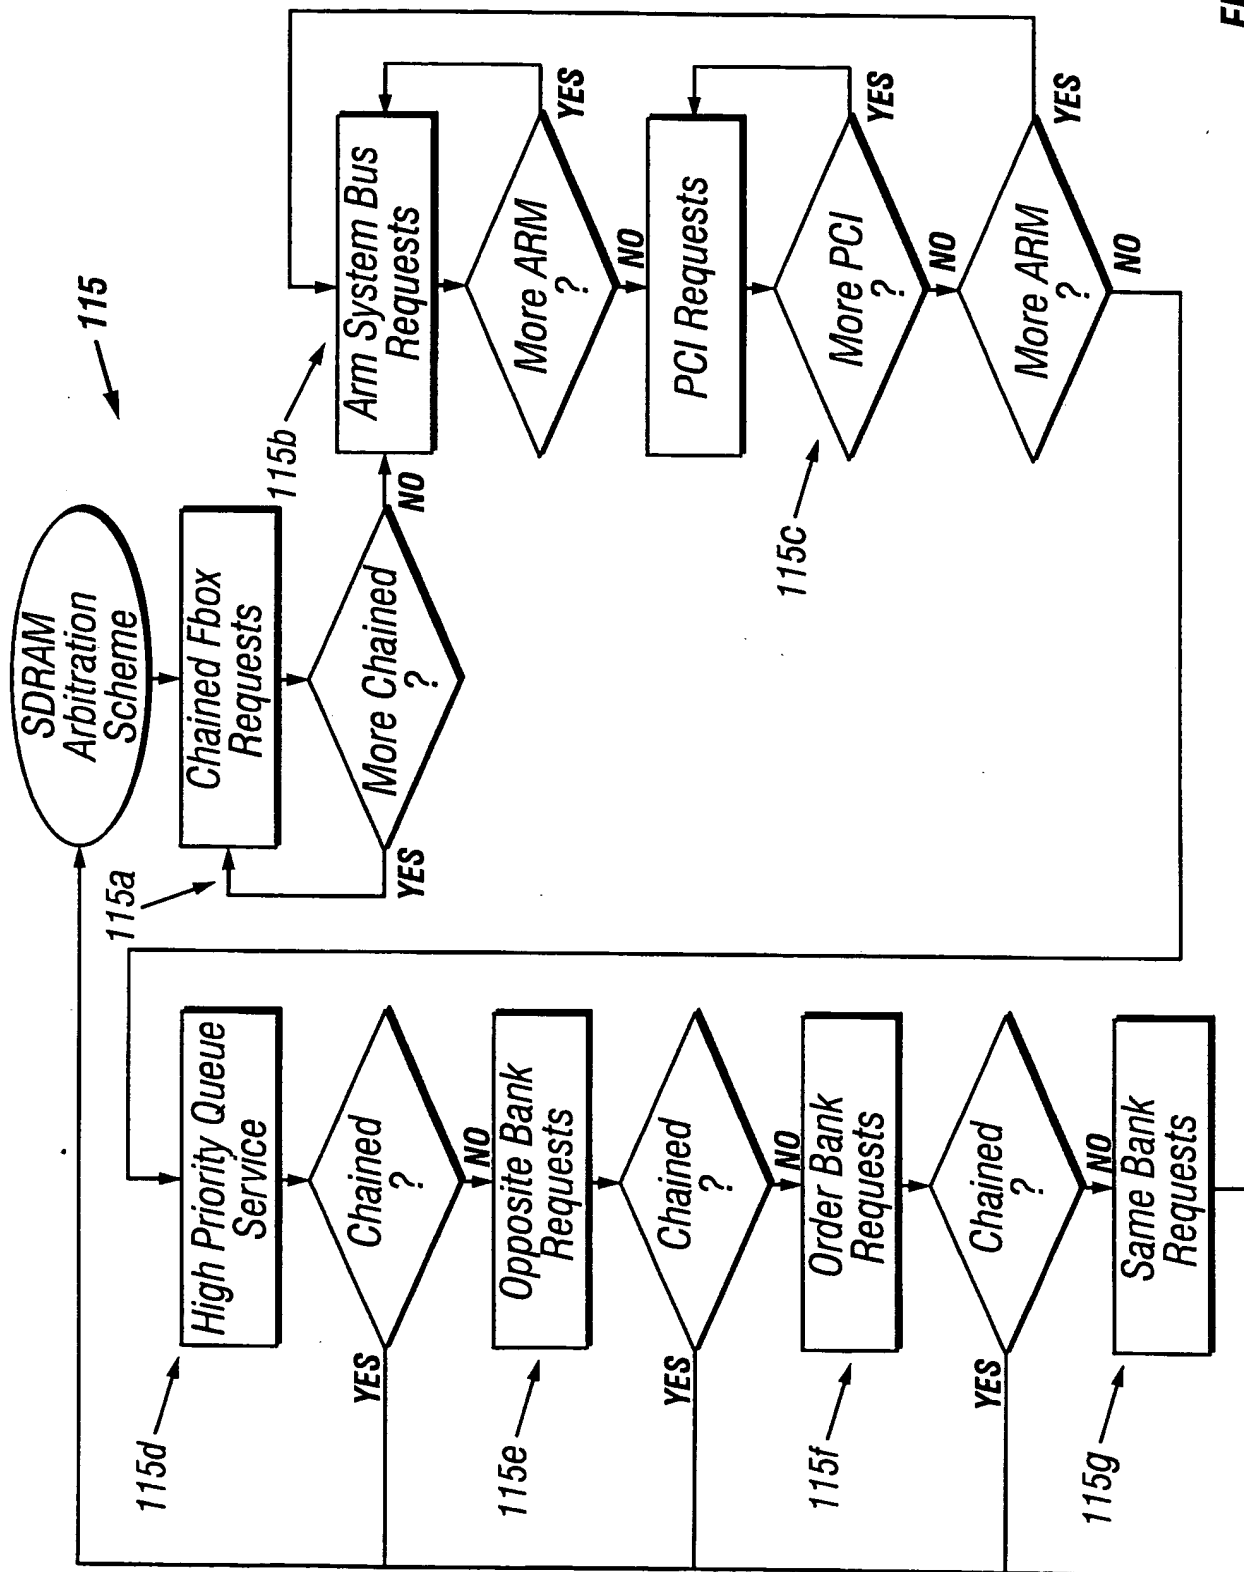 115
SDRAM
Arbitration
Scheme
115a
Chained Fbox
Requests
More Chained
?
YES
NO
115b
Arm System Bus
Requests
More ARM
?
YES
NO
PCI Requests
115c
More PCI
?
YES
NO
More ARM
?
YES
NO
115d
High Priority Queue
Service
Chained
?
YES
NO
115e
Opposite Bank
Requests
Chained
?
YES
NO
115f
Order Bank
Requests
Chained
?
YES
NO
115g
Same Bank
Requests